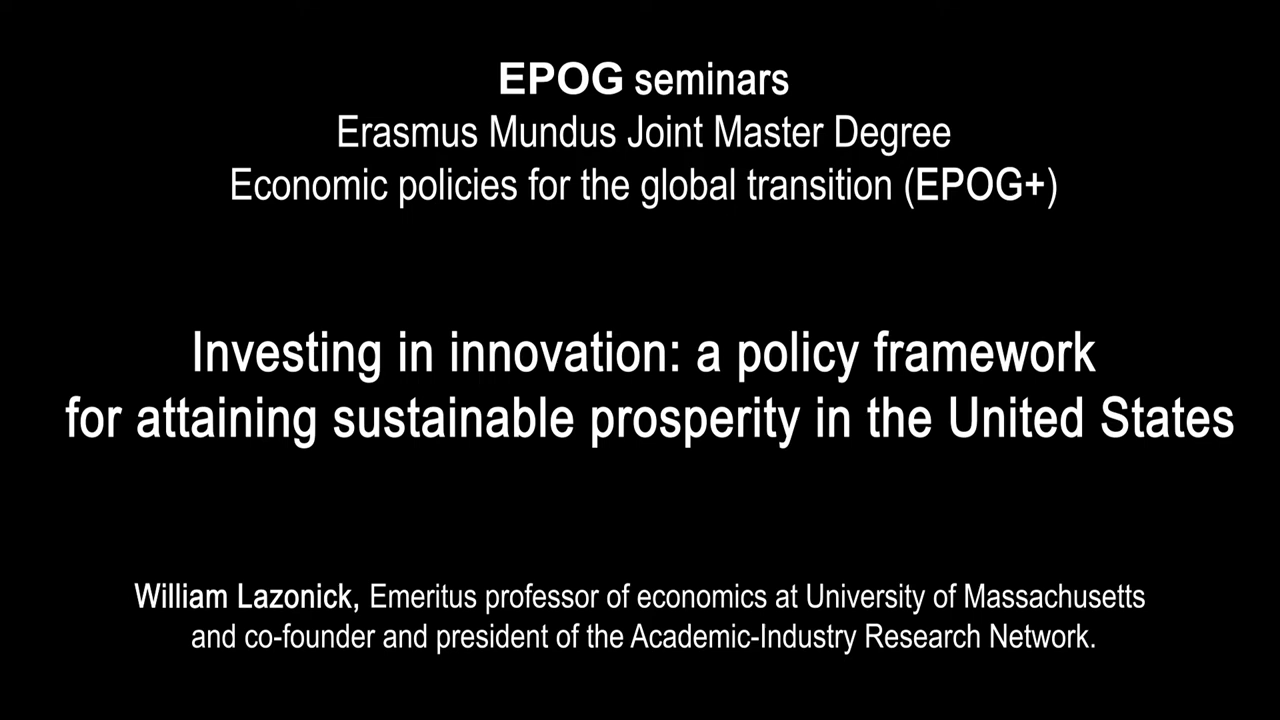 EPOG seminars
Erasmus Mundus Joint Master Degree
Economic policies for the global transition (EPOG+)
Investing in innovation: a policy framework
for attaining sustainable prosperity in the United States
William Lazonick, Emeritus professor of economics at University of Massachusetts
and co-founder and president of the Academic-Industry Research Network.